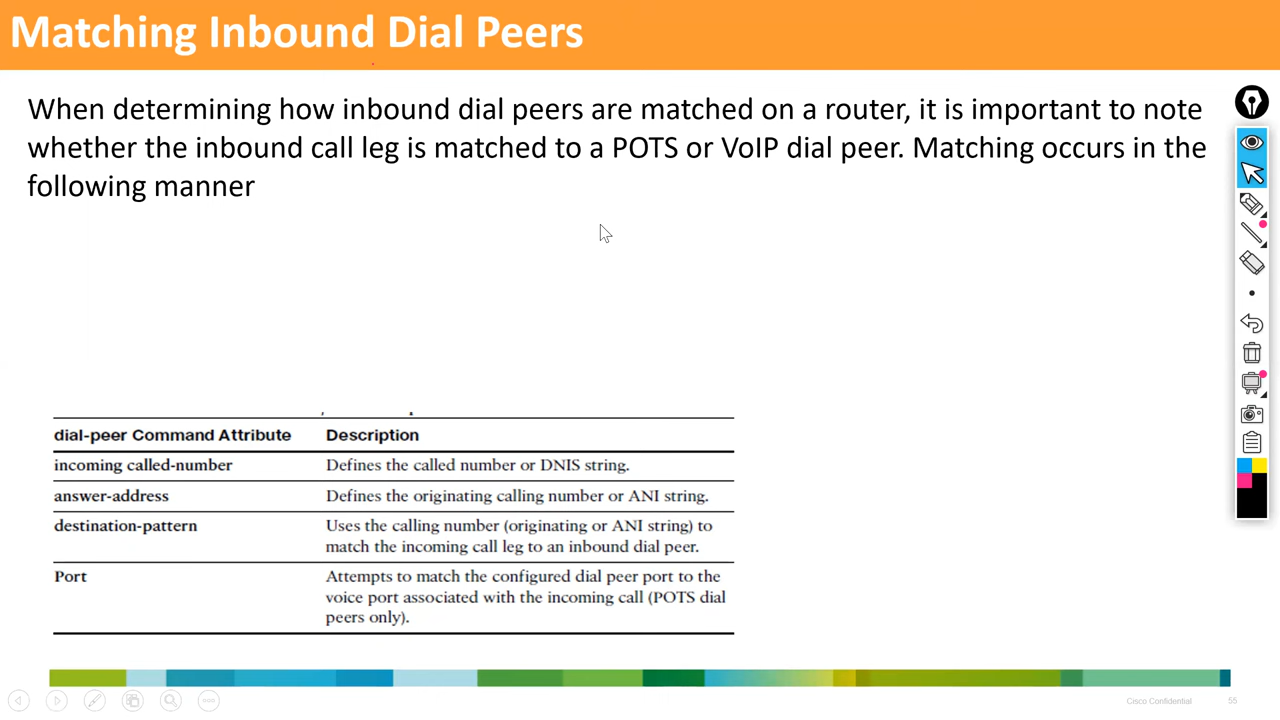 Matching Inbound Dial Peers
When determining how inbound dial peers are matched on a router, it is important to note
whether the inbound call leg is matched to a POTS or VoIP dial peer. Matching occurs in the
following manner
dial-peer Command Attribute Description
incoming called-number Defines the called number or DNIS string.
answer-address Defines the originating calling number or ANI string.
destination-pattern Uses the calling number (originating or ANI string) to
match the incoming call leg to an inbound dial peer.
Port Attempts to match the configured dial peer port to the
voice port associated with the incoming call (POTS dial
peers only).
Cisco Confidential 55